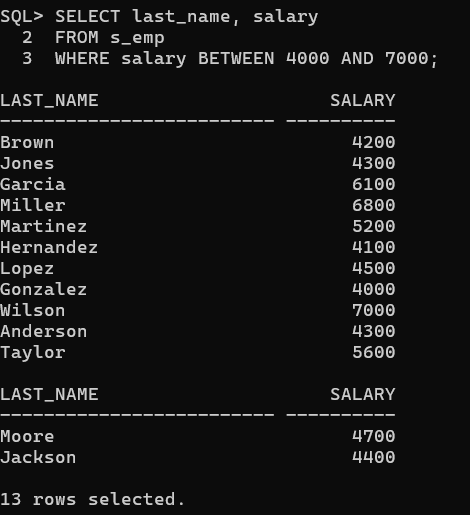 SQL> SELECT last_name, salary
  2  FROM s_emp
  3  WHERE salary BETWEEN 4000 AND 7000;
LAST_NAME                     SALARY
------------------------- ----------
Brown                           4200
Jones                           4300
Garcia                          6100
Miller                          6800
Martinez                        5200
Hernandez                       4100
Lopez                           4500
Gonzalez                        4000
Wilson                          7000
Anderson                        4300
Taylor                          5600
LAST_NAME                     SALARY
------------------------- ----------
Moore                           4700
Jackson                         4400
13 rows selected.